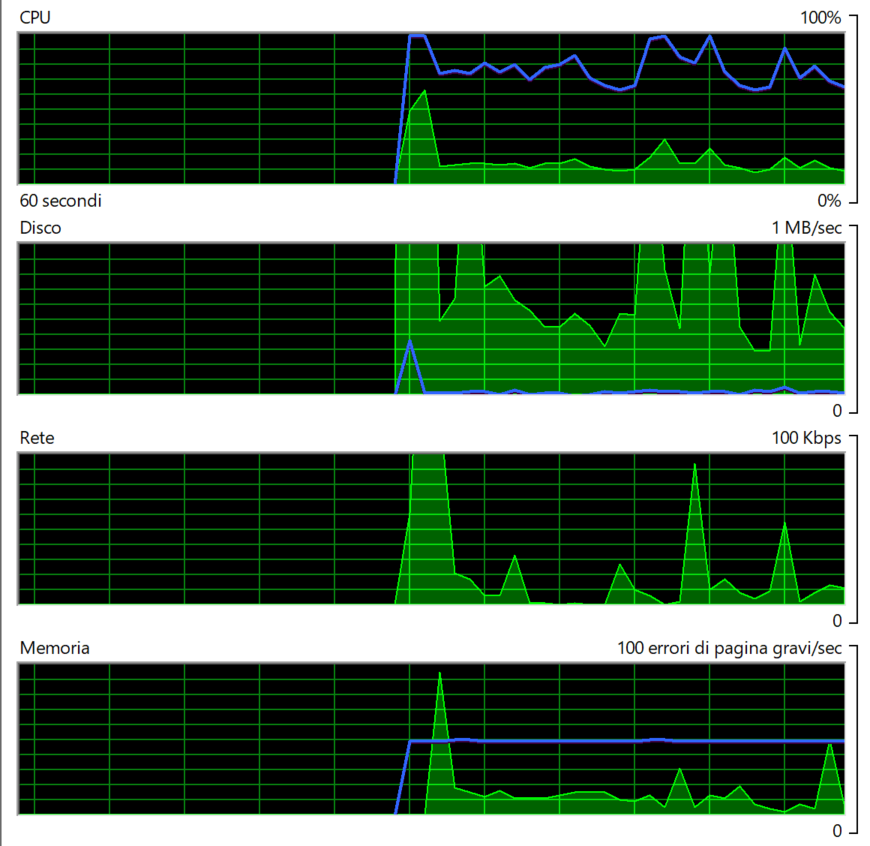 CPU 100%
60 secondi 0%
Disco 1 MB/sec
0
Rete 100 Kbps
0
Memoria 100 errori di pagina gravi/sec
0